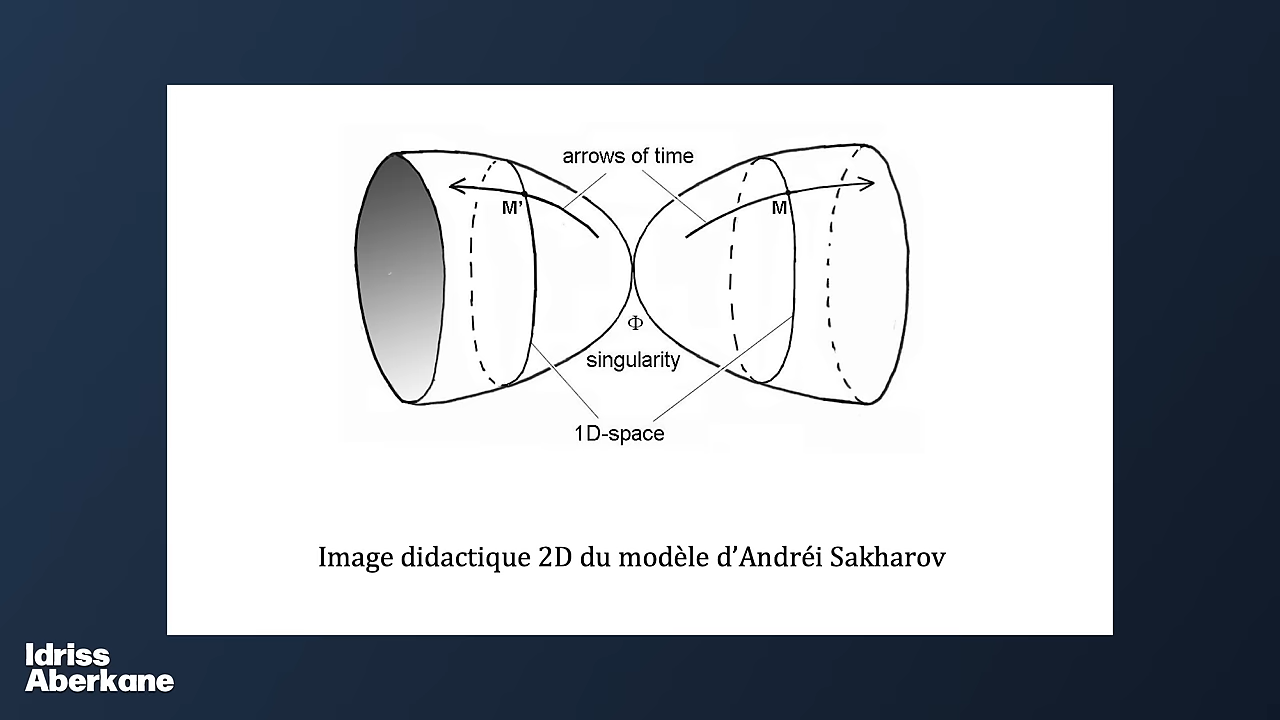 arrows of time
M’
M
Φ
singularity
1D-space
Image didactique 2D du modèle d’Andréi Sakharov
Idriss
Aberkane